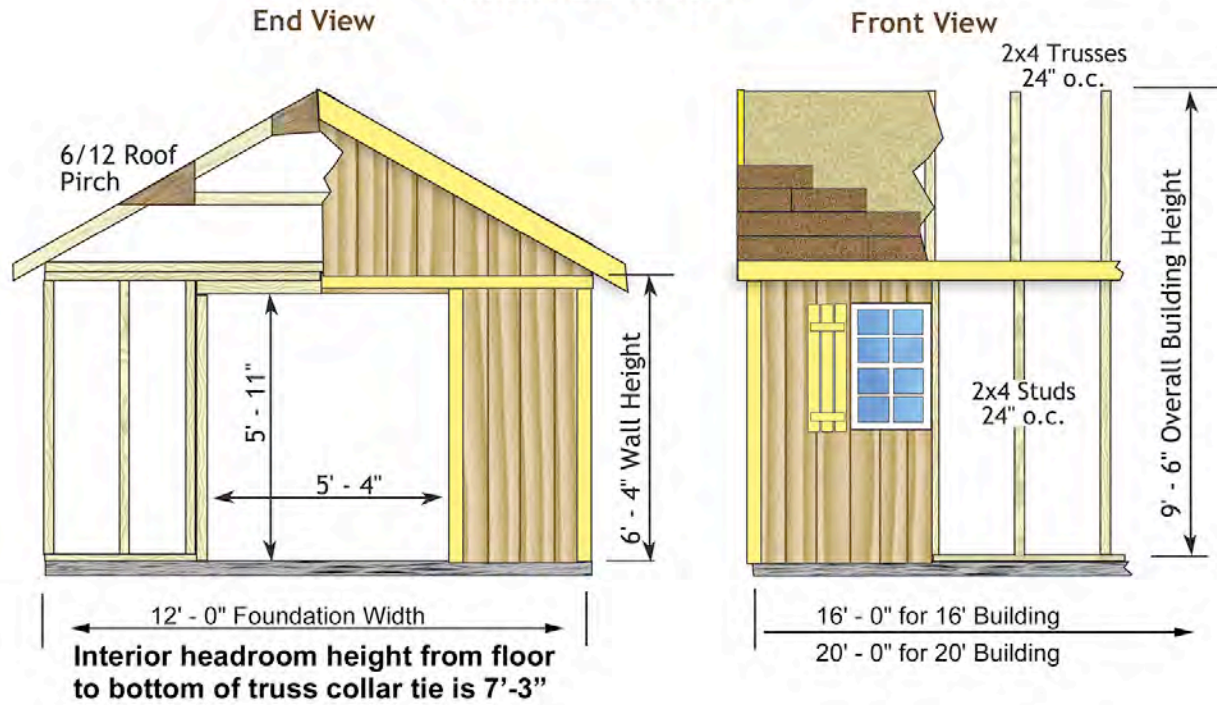 End View
Front View
2x4 Trusses
24" o.c.
6/12 Roof
Pirch
5' - 11"
5' - 4"
6' - 4" Wall Height
2x4 Studs
24" o.c.
9' - 6" Overall Building Height
12' - 0" Foundation Width
Interior headroom height from floor
to bottom of truss collar tie is 7'-3”
16' - 0" for 16' Building
20' - 0" for 20' Building